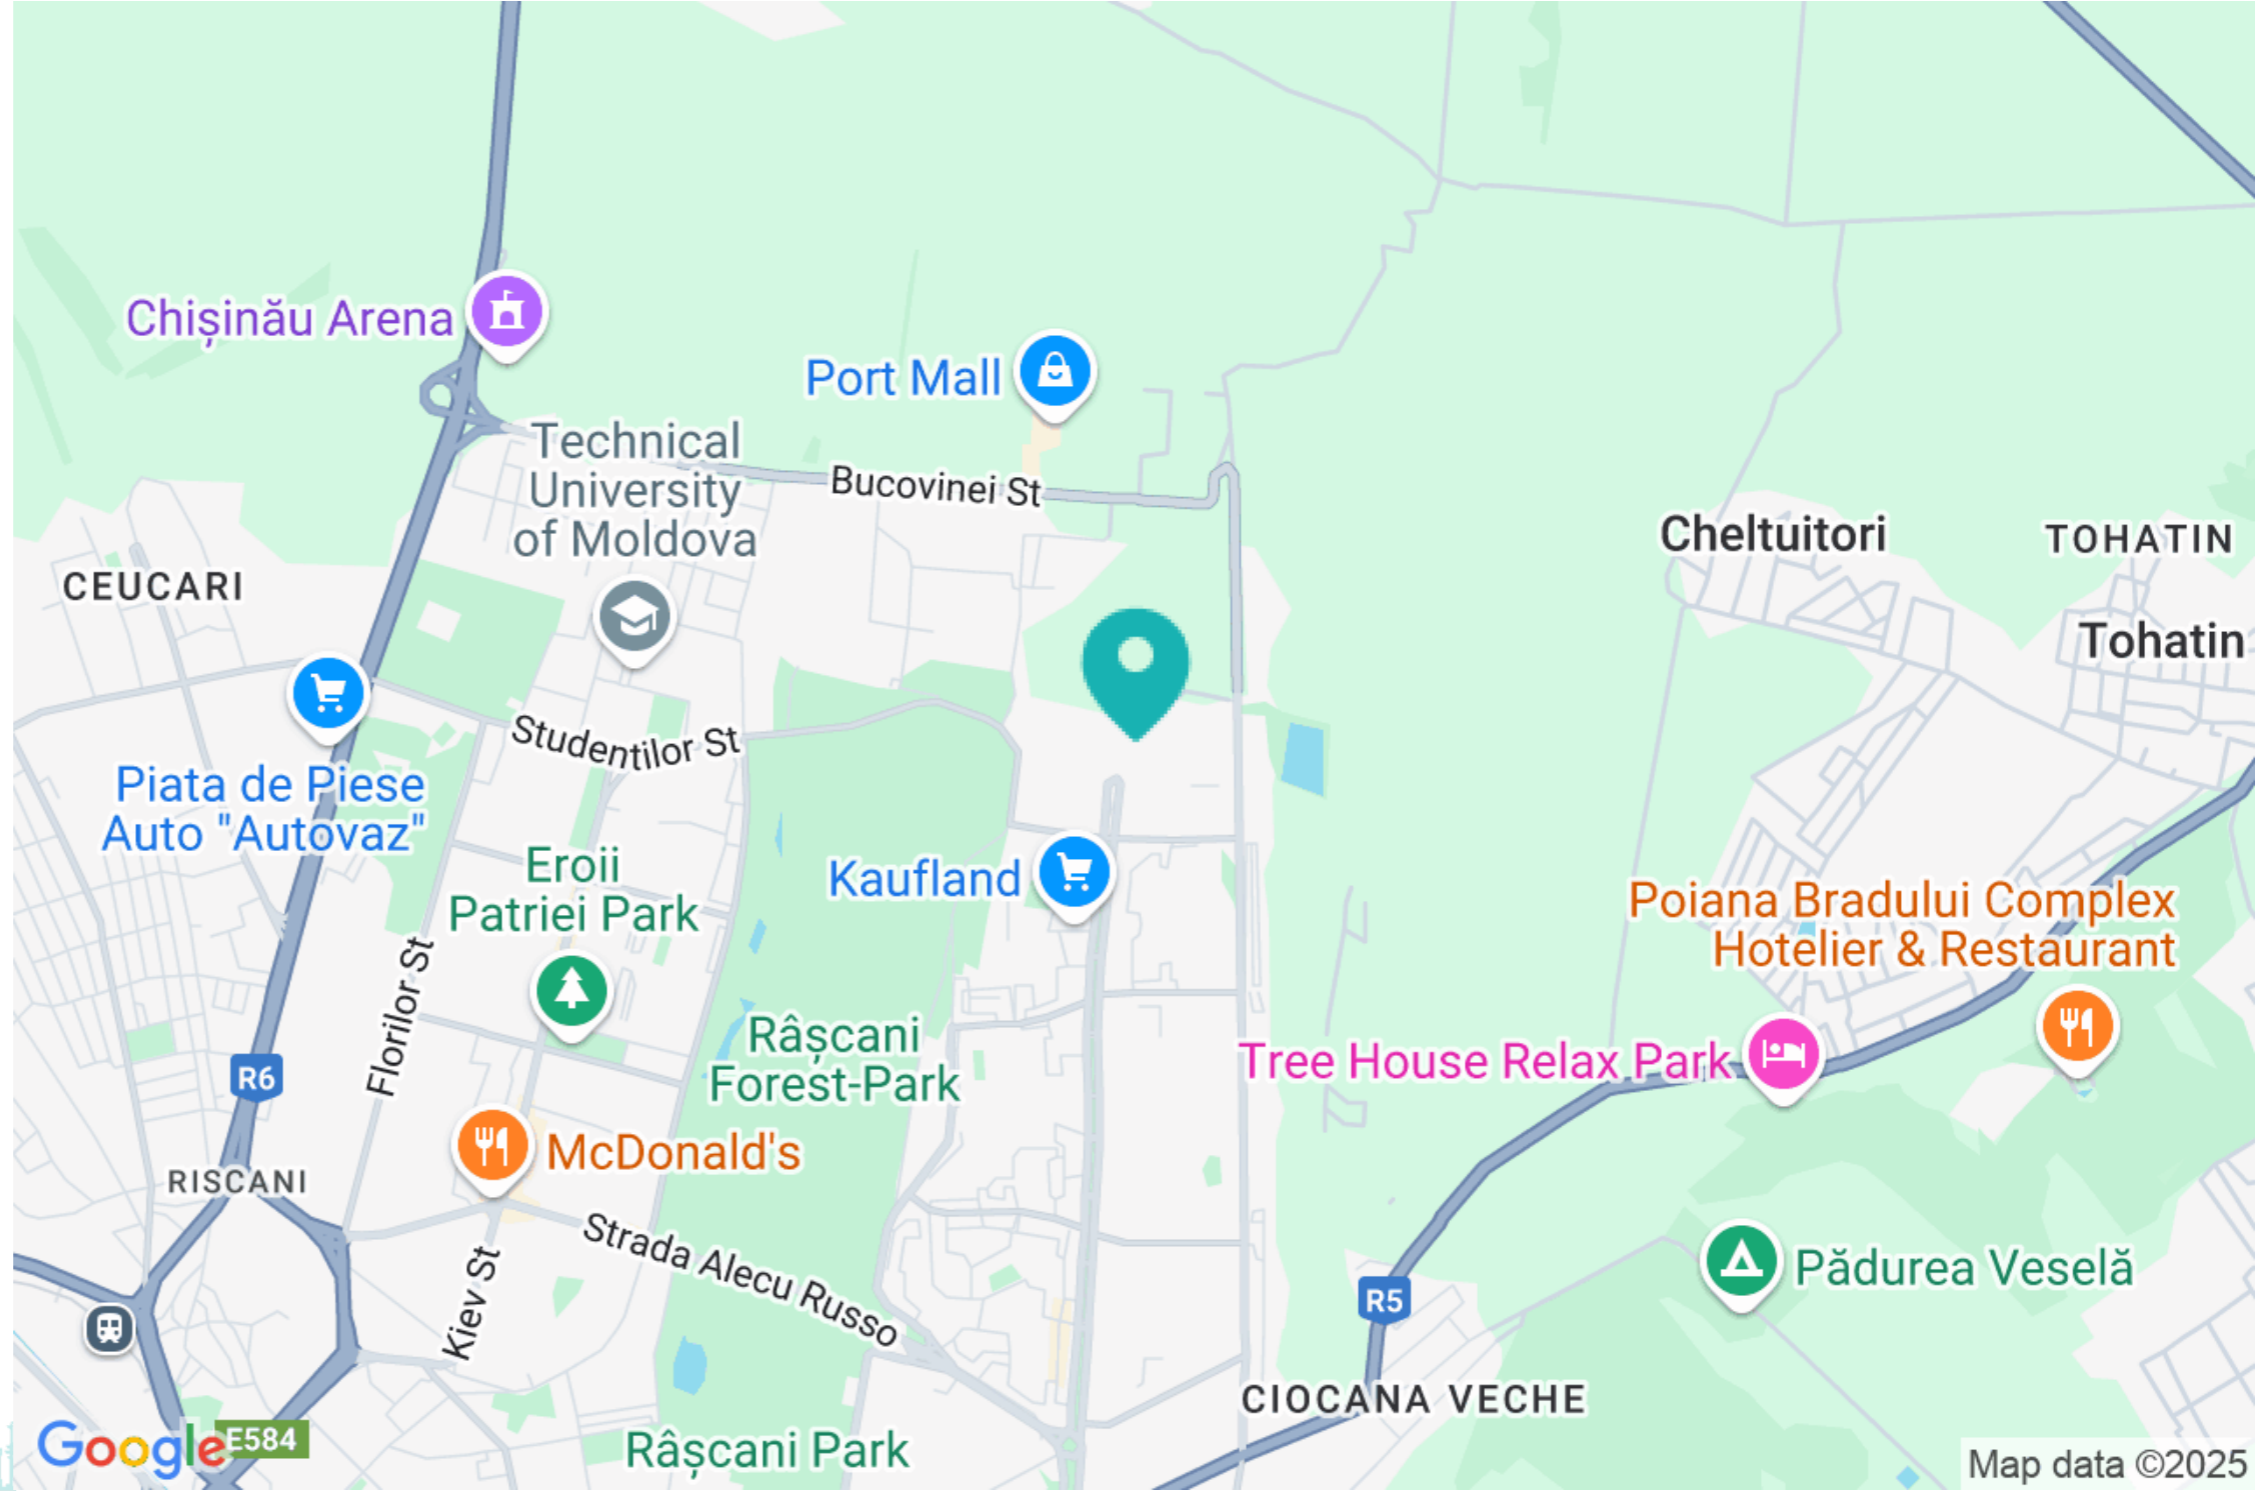 Chișinău Arena
Port Mall
Technical
University
of Moldova
Bucovinei St
Cheltuitori
TOHATIN
CEUCARI
Tohatin
Studentilor St
Piata de Piese
Auto "Autovaz"
Eroii
Patriei Park
Kaufland
Poiana Bradului Complex
Hotelier & Restaurant
Florilor St
Râșcani
Forest-Park
Tree House Relax Park
R6
McDonald's
RISCANI
Strada Alecu Russo
Kiev St
Pădurea Veselă
R5
CIOCANA VECHE
Google
E584
Râșcani Park
Map data ©2025